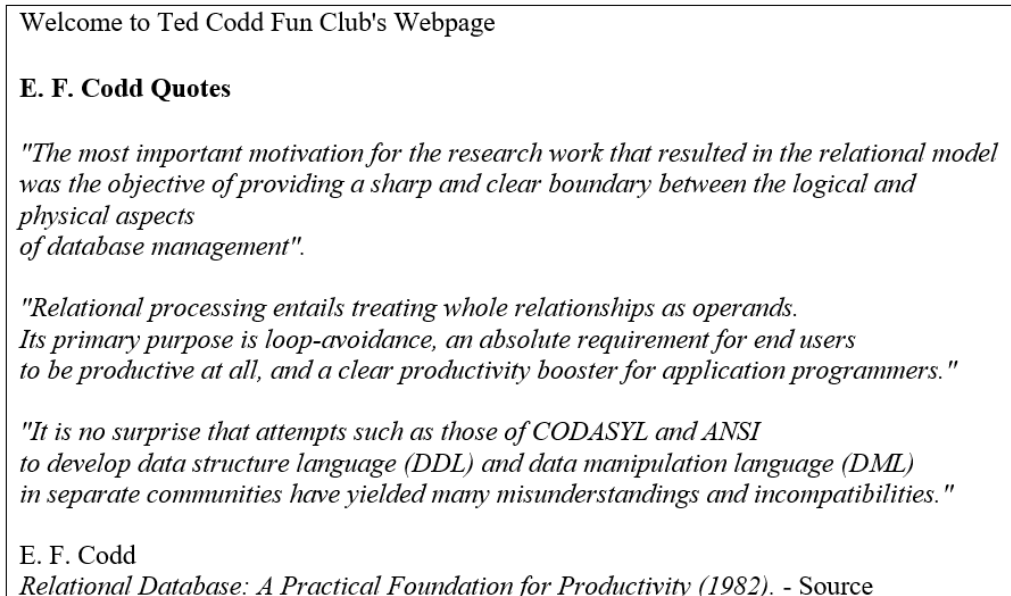 Welcome to Ted Codd Fun Club's Webpage
E. F. Codd Quotes
"The most important motivation for the research work that resulted in the relational model
was the objective of providing a sharp and clear boundary between the logical and
physical aspects
of database management".
"Relational processing entails treating whole relationships as operands.
Its primary purpose is loop-avoidance, an absolute requirement for end users
to be productive at all, and a clear productivity booster for application programmers."
"It is no surprise that attempts such as those of CODASYL and ANSI
to develop data structure language (DDL) and data manipulation language (DML)
in separate communities have yielded many misunderstandings and incompatibilities."
E. F. Codd
Relational Database: A Practical Foundation for Productivity (1982). - Source